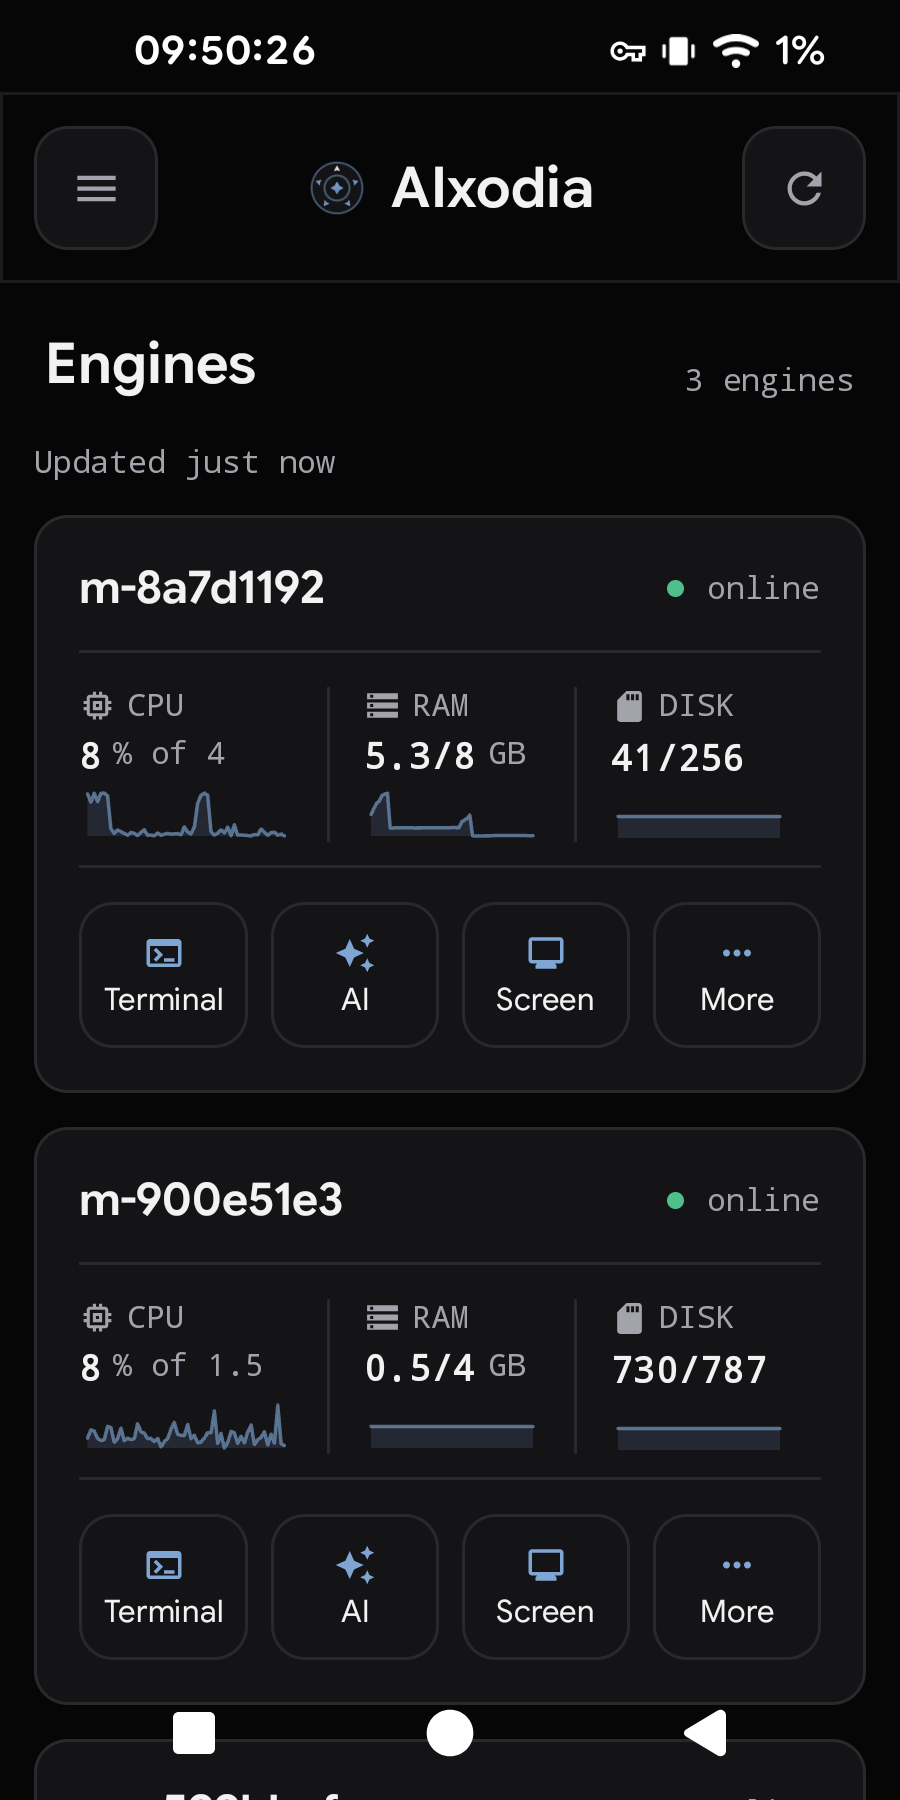 09:50:26 1%
Alxodia
Engines
3 engines
Updated just now
m-8a7d1192 online
CPU RAM DISK
8 % of 4 5.3/8 GB 41/256
Terminal AI Screen More
m-900e51e3 online
CPU RAM DISK
8 % of 1.5 0.5/4 GB 730/787
Terminal AI Screen More